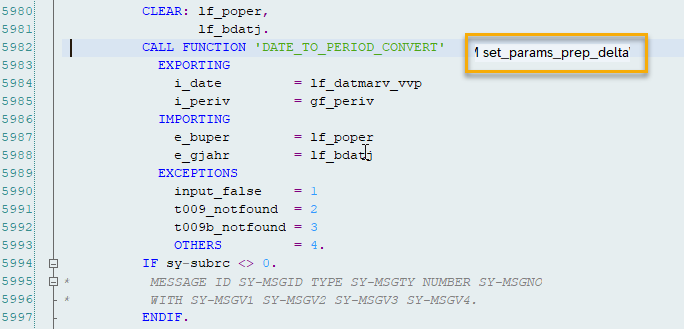 5980 CLEAR: lf_poper,
5981 lf_bdatj.
5982 CALL FUNCTION 'DATE_TO_PERIOD_CONVERT' set_params_prep_delta'
5983 EXPORTING
5984 i_date = lf_datmarv_vvp
5985 i_periv = gf_periv
5986 IMPORTING
5987 e_buper = lf_poper
5988 e_gjahr = lf_bdatj
5989 EXCEPTIONS
5990 input_false = 1
5991 t009_notfound = 2
5992 t009b_notfound = 3
5993 OTHERS = 4.
5994 IF sy-subrc <> 0.
5995 * MESSAGE ID SY-MSGID TYPE SY-MSGTY NUMBER SY-MSGNO
5996 * WITH SY-MSGV1 SY-MSGV2 SY-MSGV3 SY-MSGV4.
5997 ENDIF.